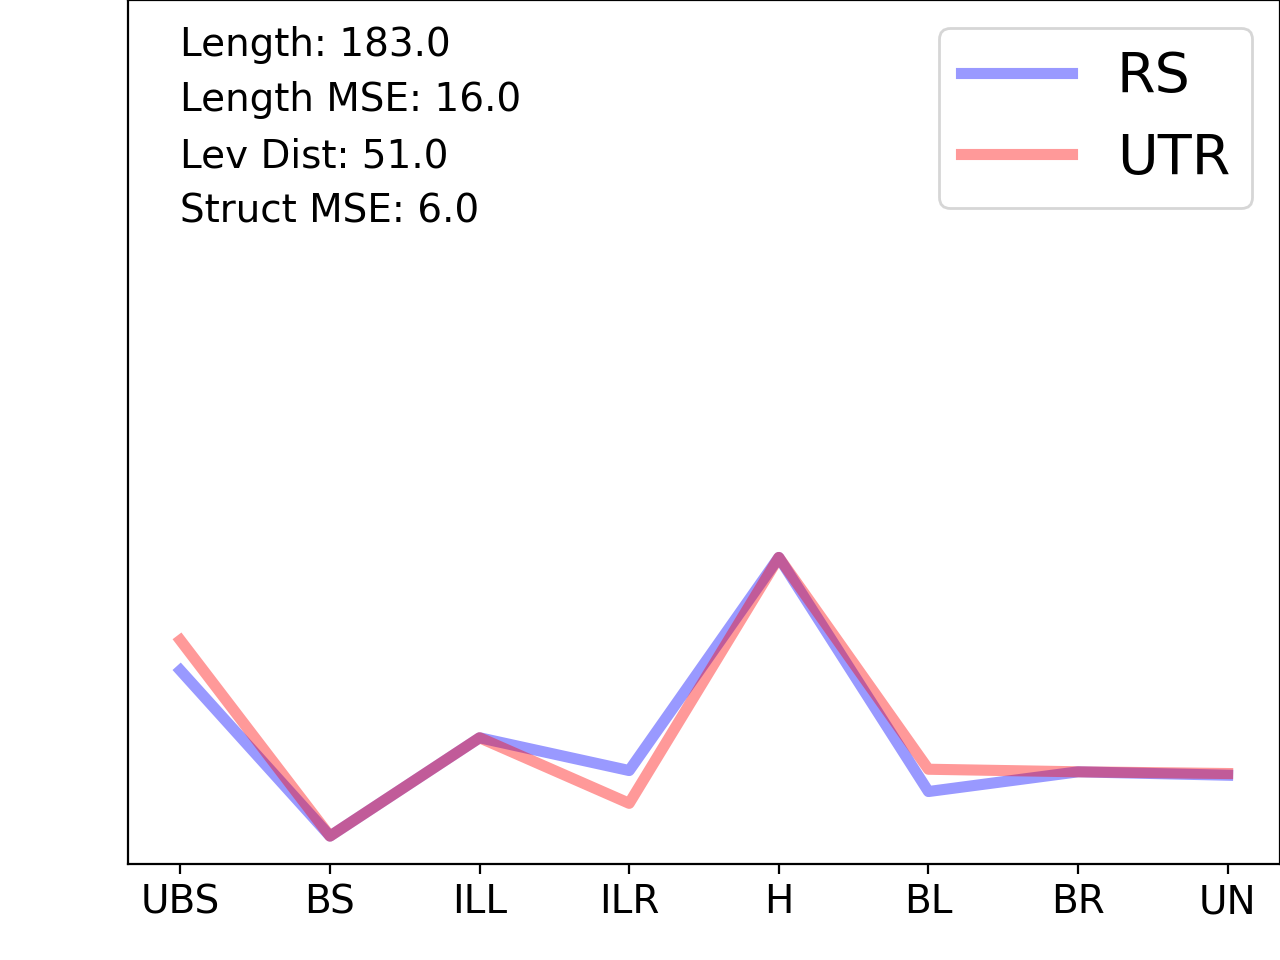 Length: 183.0
Length MSE: 16.0
Lev Dist: 51.0
Struct MSE: 6.0
RS
UTR
UBS BS ILL ILR H BL BR UN